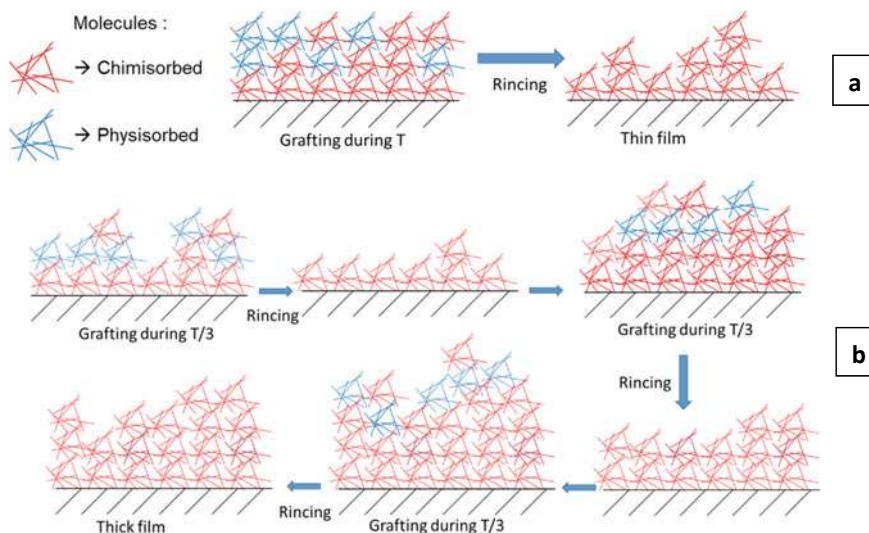 Molecules :
→ Chimisorbed
→ Physisorbed
Grafting during T
Rincing
Thin film
a
Grafting during T/3
Rincing
Grafting during T/3
b
Rincing
Thick film
Rincing
Grafting during T/3